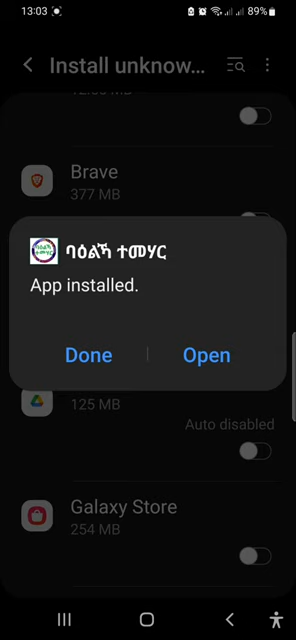 13:03
89%
Install unknow...
Brave
377 MB
ባዕልኻ ተመሃር
App installed.
Done
Open
125 MB
Auto disabled
Galaxy Store
254 MB